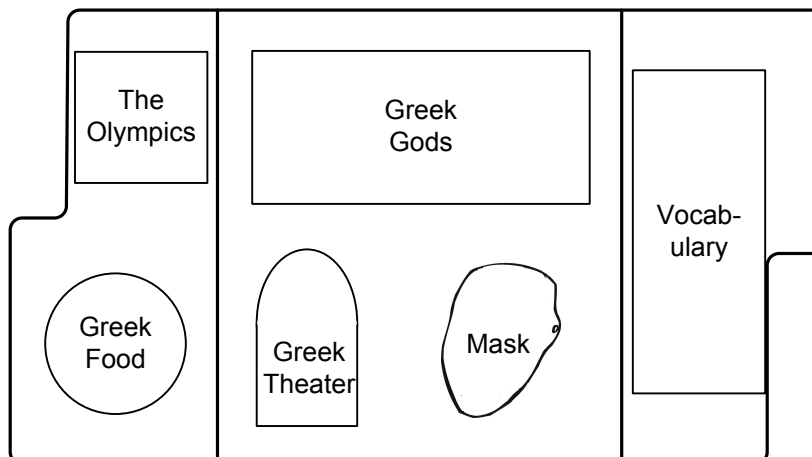 The
Olympics
Greek
Gods
Vocab-
ulary
Greek
Food
Greek
Theater
Mask